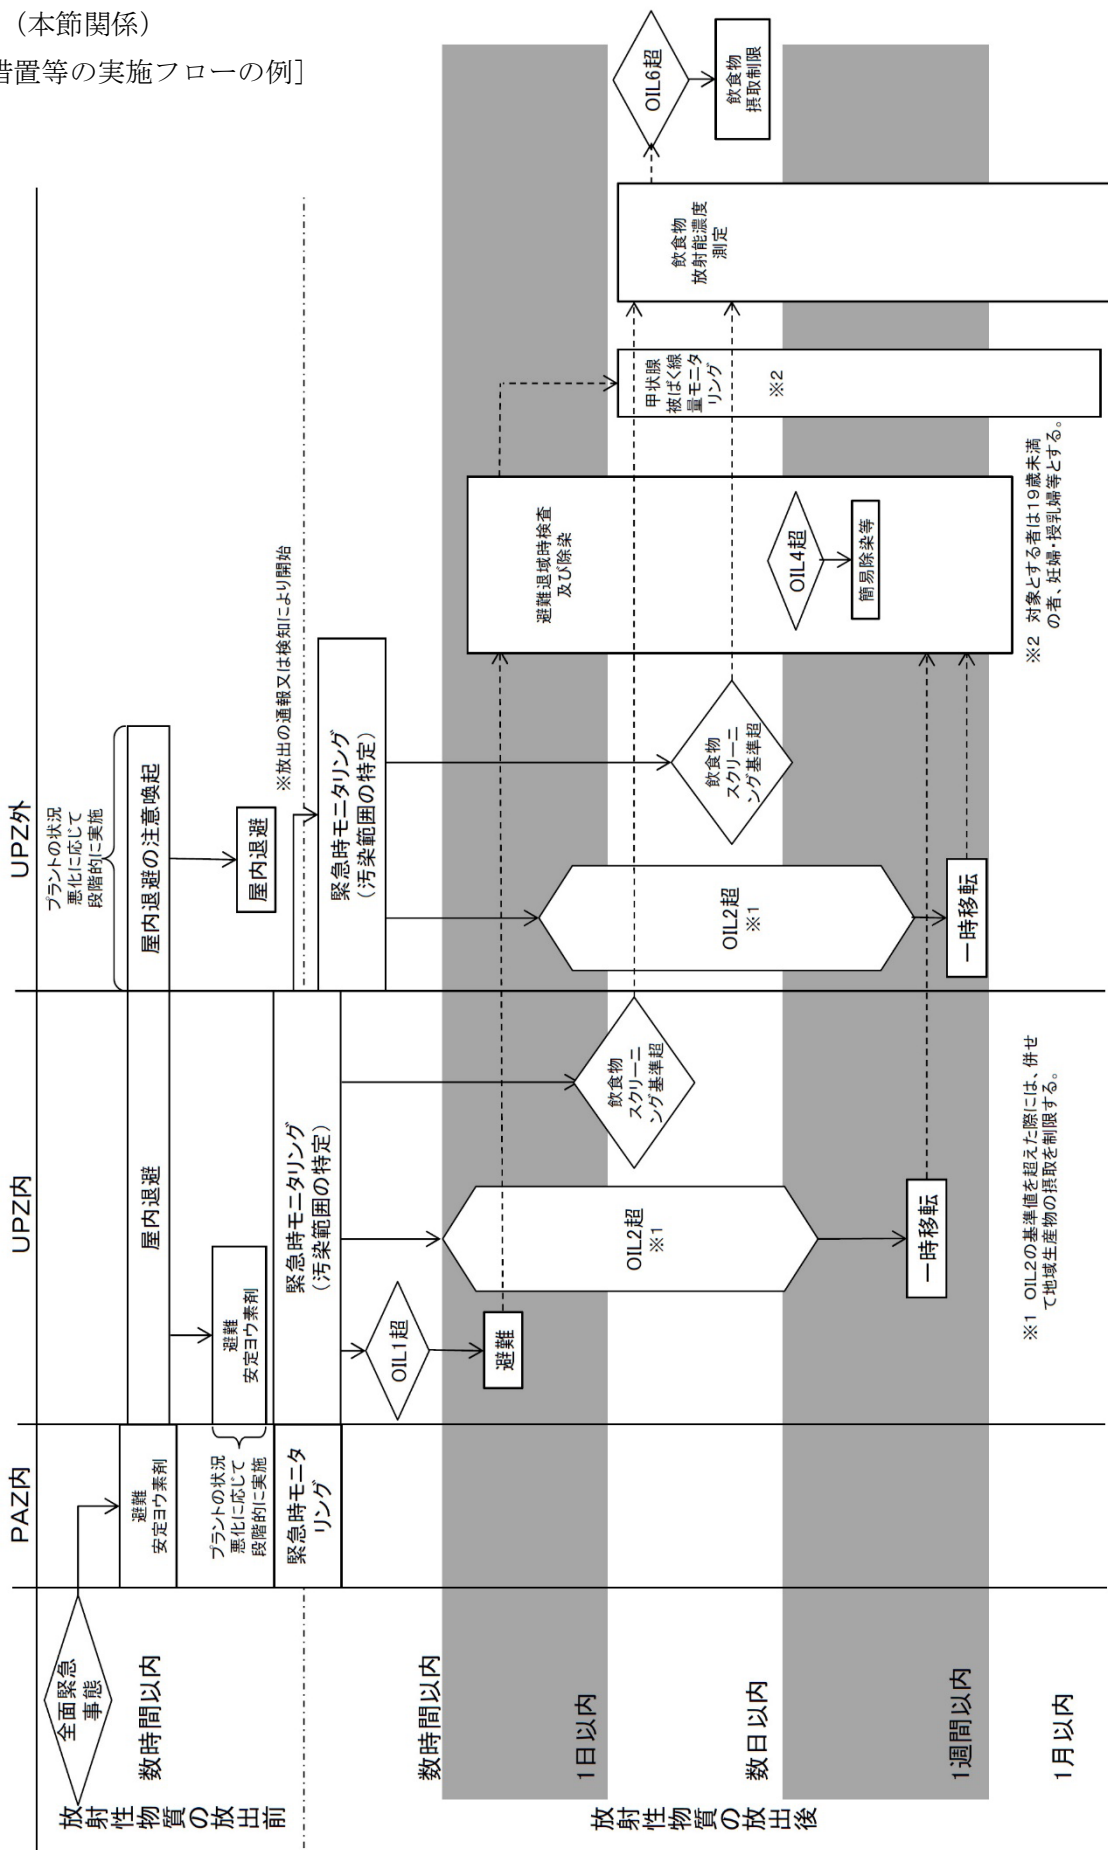 （本節関係）
措置等の実施フローの例］
PAZ内
UPZ内
UPZ外
放射性物質の放出前
全面緊急
事態
数時間以内
避難
安定ヨウ素剤
屋内退避
プラントの状況
悪化に応じて
段階的に実施
屋内退避の注意喚起
プラントの状況
悪化に応じて
段階的に実施
避難
安定ヨウ素剤
屋内退避
※放出の通報又は検知により開始
緊急時モニタ
リング
緊急時モニタリング
（汚染範囲の特定）
緊急時モニタリング
（汚染範囲の特定）
放射性物質の放出後
数時間以内
1日以内
数日以内
1週間以内
1月以内
OIL1超
避難
OIL2超
※1
一時移転
飲食物
スクリーニ
ング基準超
OIL2超
※1
一時移転
飲食物
スクリーニ
ング基準超
避難退域時検査
及び除染
OIL4超
簡易除染等
甲状腺
被ばく線
量モニタ
リング
※2
飲食物
放射能濃度
測定
OIL6超
飲食物
摂取制限
※1 OIL2の基準値を超えた際には、併せ
て地域生産物の摂取を制限する。
※2 対象とする者は19歳未満
の者、妊婦・授乳婦等とする。